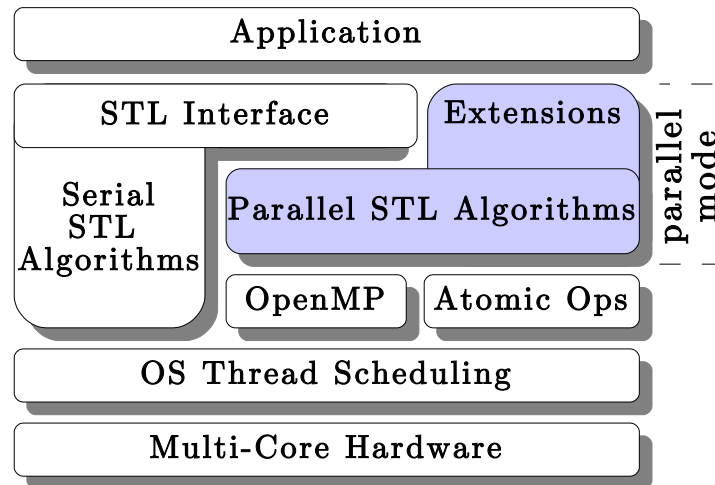 Application
STL Interface
Extensions
parallel
mode
Serial
STL
Algorithms
Parallel STL Algorithms
OpenMP
Atomic Ops
OS Thread Scheduling
Multi-Core Hardware